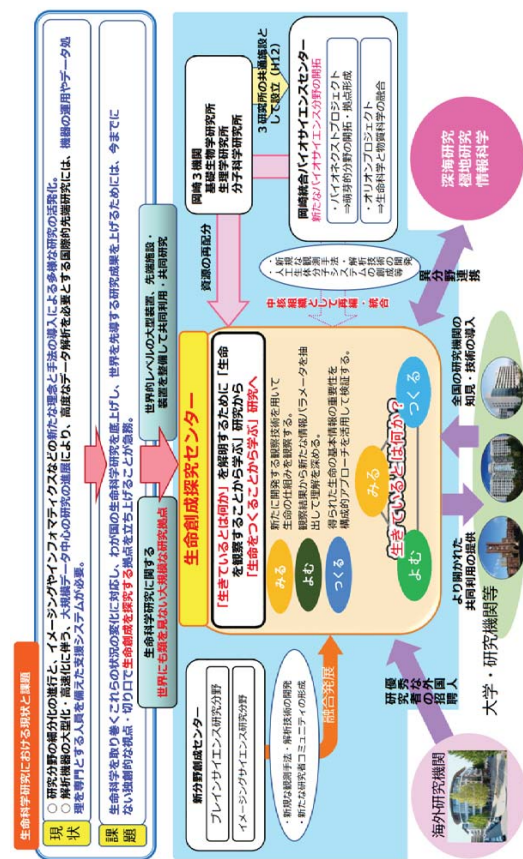 生命科学研究における現状と課題
現状
○ 研究分野の細分化の進行と、イメージングやインフォマティクスなどの新たな理念と手法の導入による多様な研究の活発化。
○ 解析機器の大型化・高速化に伴う、大規模データ中心の研究の進展により、高度なデータ解析を必要とする国際的先端研究には、機器の運用やデータ処
理を専門とする人員を備えた支援システムが必要。
課題
生命科学を取り巻くこれらの状況の変化に対応し、わが国の生命科学研究を底上げし、世界を先導する研究成果を上げるためには、今までに
ない独創的な視点・切り口で生命創成を探究する拠点を立ち上げることが急務。
生命科学研究に関する
世界にも類を見ない大規模な研究拠点
世界的レベルの大型装置、先端施設・
装置を整備して共同利用・共同研究
新分野創成センター
ブレインサイエンス研究分野
イメージングサイエンス研究分野
・新規な観測手法・解析技術の開発
・新たな研究者コミュニティの形成
融合発展
生命創成探究センター
「生きているとは何か」を解明するために「生命
を観察することから学ぶ」研究から
「生命をつくることから学ぶ」研究へ
みる
新たに開発する観察技術を用いて
生命の仕組みを観察する。
よむ
観察結果から新たな情報パラメータを抽
出して理解を深める。
つくる
得られた生命の基本情報の重要性を
構成的アプローチを活用して検証する。
みる
生きているとは何か?
よむ
つくる
資源の再配分
岡崎3機関
基礎生物学研究所
生理学研究所
分子科学研究所
3研究所の共通施設と
して設立(H12)
岡崎統合バイオサイエンスセンター
新たなバイオサイエンス分野の開拓
・バイオネクストプロジェクト
⇒萌芽的分野の開拓・拠点形成
・オリオンプロジェクト
⇒生命科学と物質科学の融合
・新規な観測手法・解析技術の開発
・人工生体分子システムの創成等
中核組織として再編・統合
異分野連携
深海研究
極地研究
情報科学
海外研究機関
優秀な外国人
研究者の招聘
より開かれた
共同利用の提供
全国の研究機関の
知見・技術の導入
大学・研究機関等